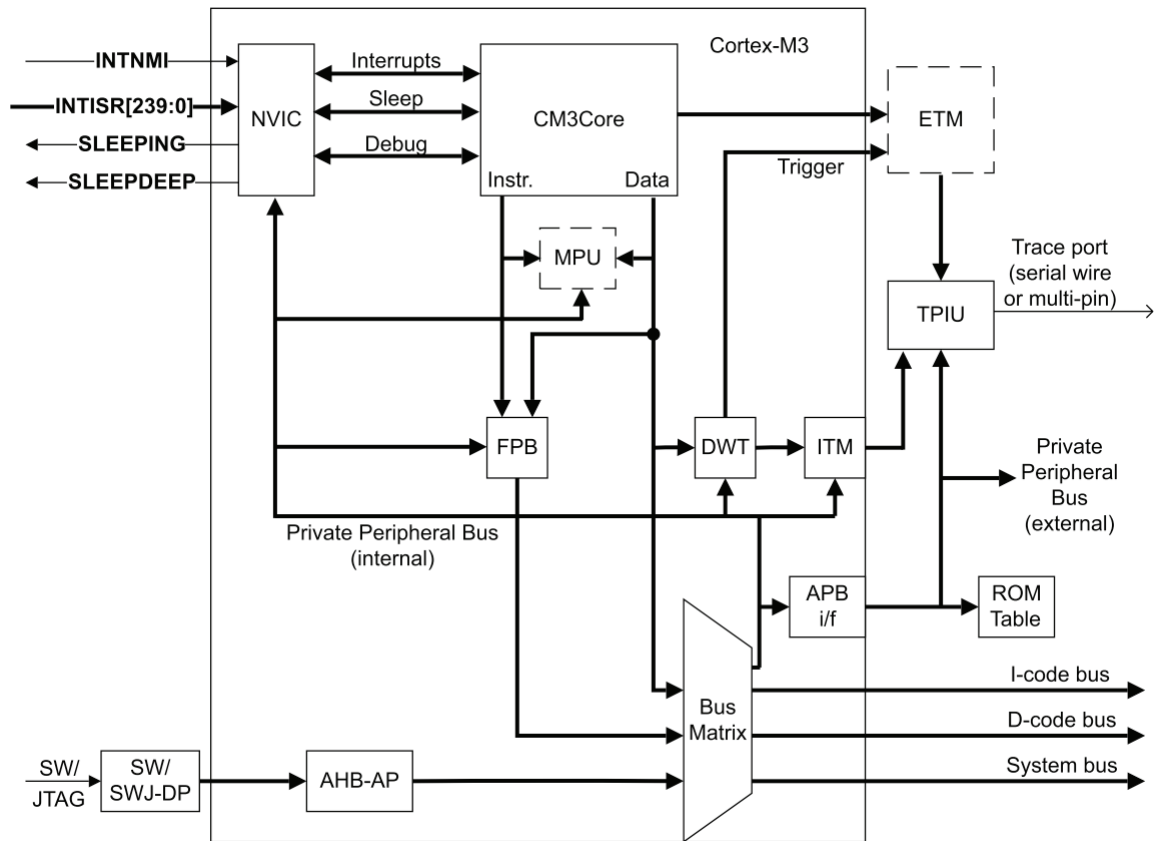 Cortex-M3
INTNMI
INTISR[239:0]
SLEEPING
SLEEPDEEP
NVIC
Interrupts
Sleep
Debug
CM3Core
Instr.
Data
ETM
Trigger
MPU
Trace port
(serial wire
or multi-pin)
TPIU
FPB
DWT
ITM
Private
Peripheral
Bus
(external)
Private Peripheral Bus
(internal)
APB
i/f
ROM
Table
I-code bus
Bus
Matrix
D-code bus
System bus
SW/
JTAG
SW/
SWJ-DP
AHB-AP